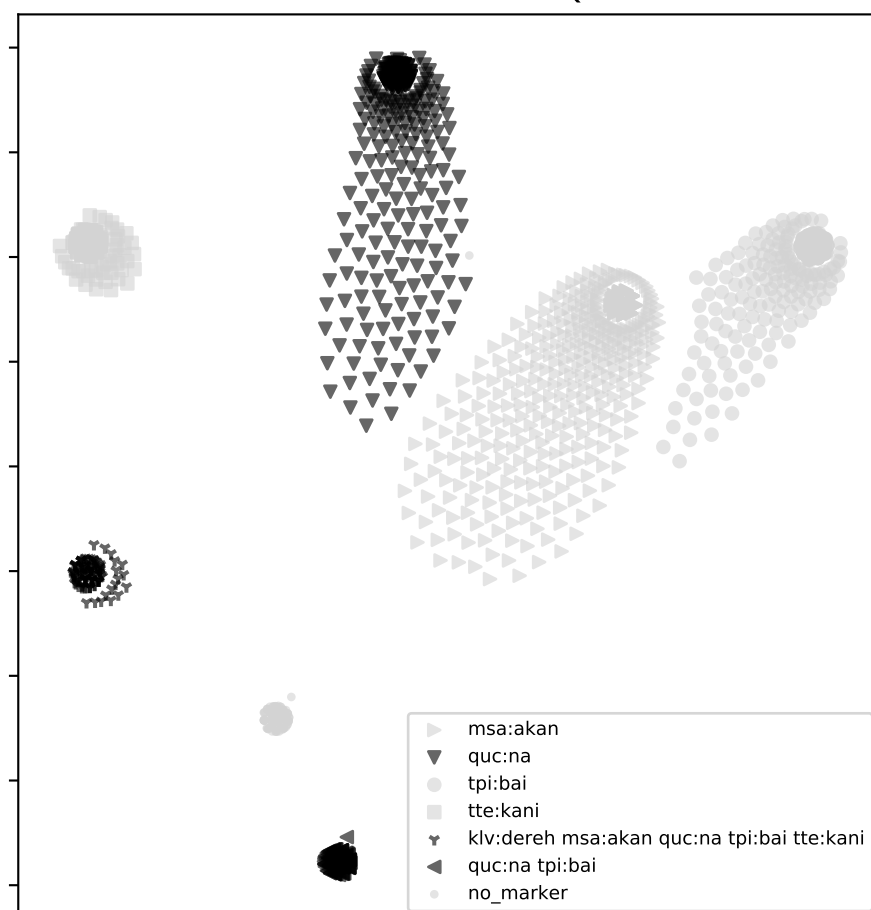 msa:akan
quc:na
tpi:bai
tte:kani
klv:dereh msa:akan quc:na tpi:bai tte:kani
quc:na tpi:bai
no_marker